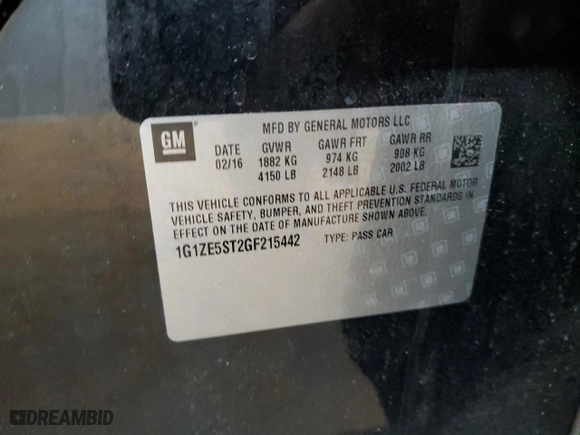 GM
MFD BY GENERAL MOTORS LLC
DATE GVWR GAWR FRT GAWR RR
02/16 1882 KG 974 KG 908 KG
4150 LB 2148 LB 2002 LB
THIS VEHICLE CONFORMS TO ALL APPLICABLE U.S. FEDERAL MOTOR
VEHICLE SAFETY, BUMPER, AND THEFT PREVENTION STANDARDS IN
EFFECT ON THE DATE OF MANUFACTURE SHOWN ABOVE.
1G1ZE5ST2GF215442 TYPE: PASS CAR
DREAMBID